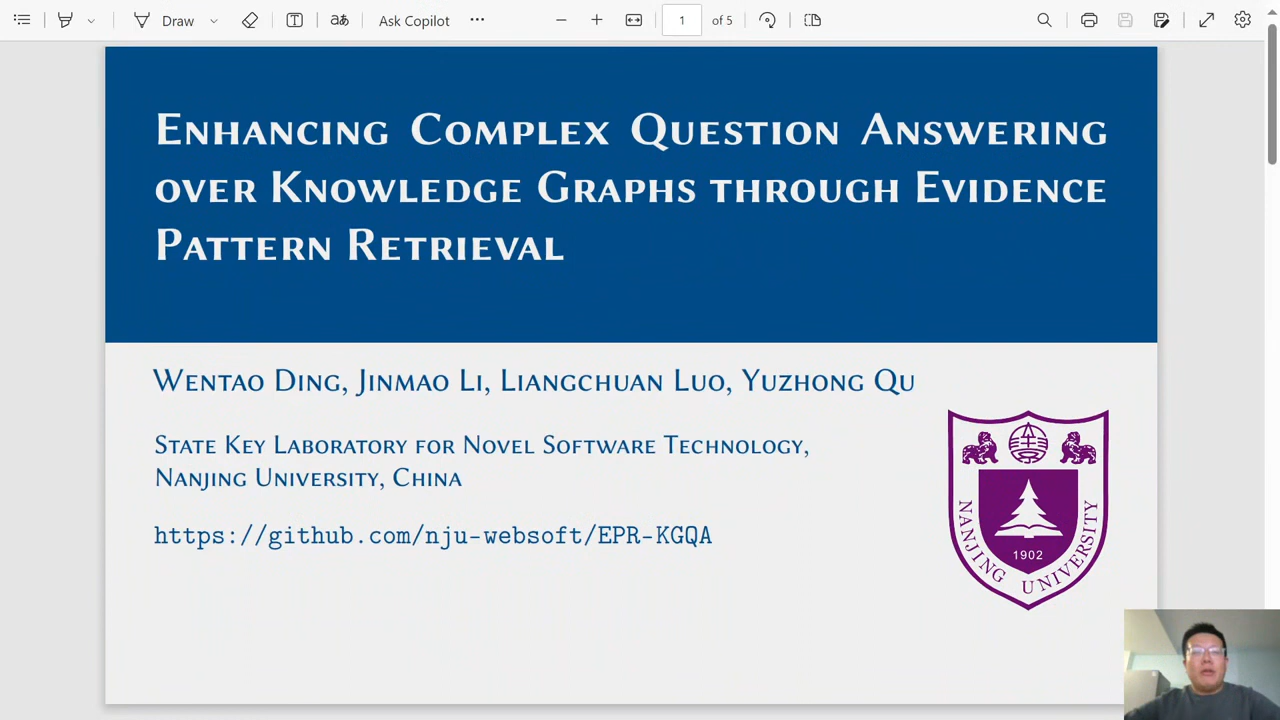 Draw
aあ
Ask Copilot
1
of 5
Enhancing Complex Question Answering
over Knowledge Graphs through Evidence
Pattern Retrieval
Wentao Ding, Jinmao Li, Liangchuan Luo, Yuzhong Qu
State Key Laboratory for Novel Software Technology,
Nanjing University, China
https://github.com/nju-websoft/EPR-KGQA
1902
NANJING UNIVERSITY